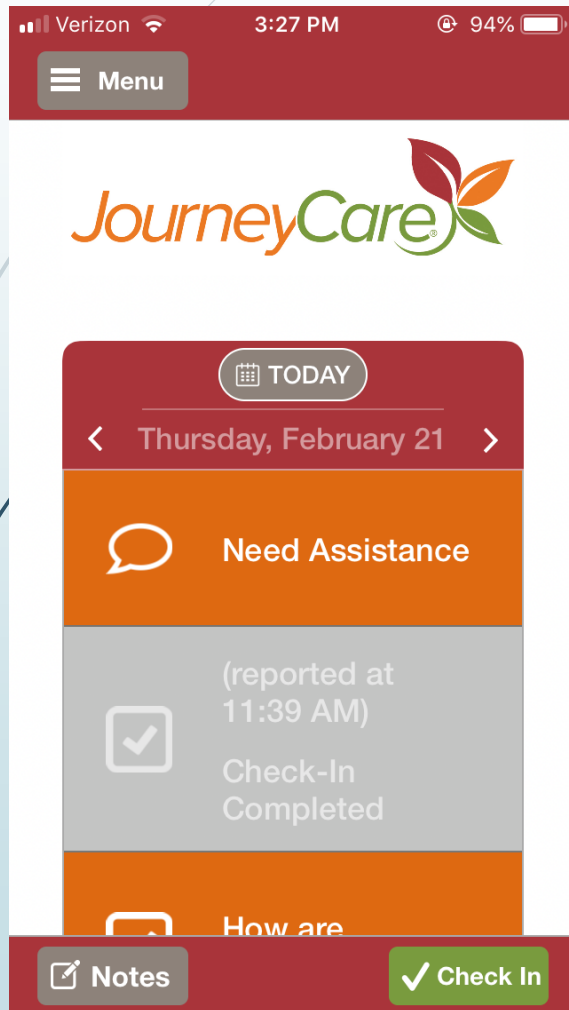 Verizon 3:27 PM 94%
Menu
JourneyCare®
TODAY
Thursday, February 21
Need Assistance
(reported at
11:39 AM)
Check-In
Completed
How are
Notes
Check In